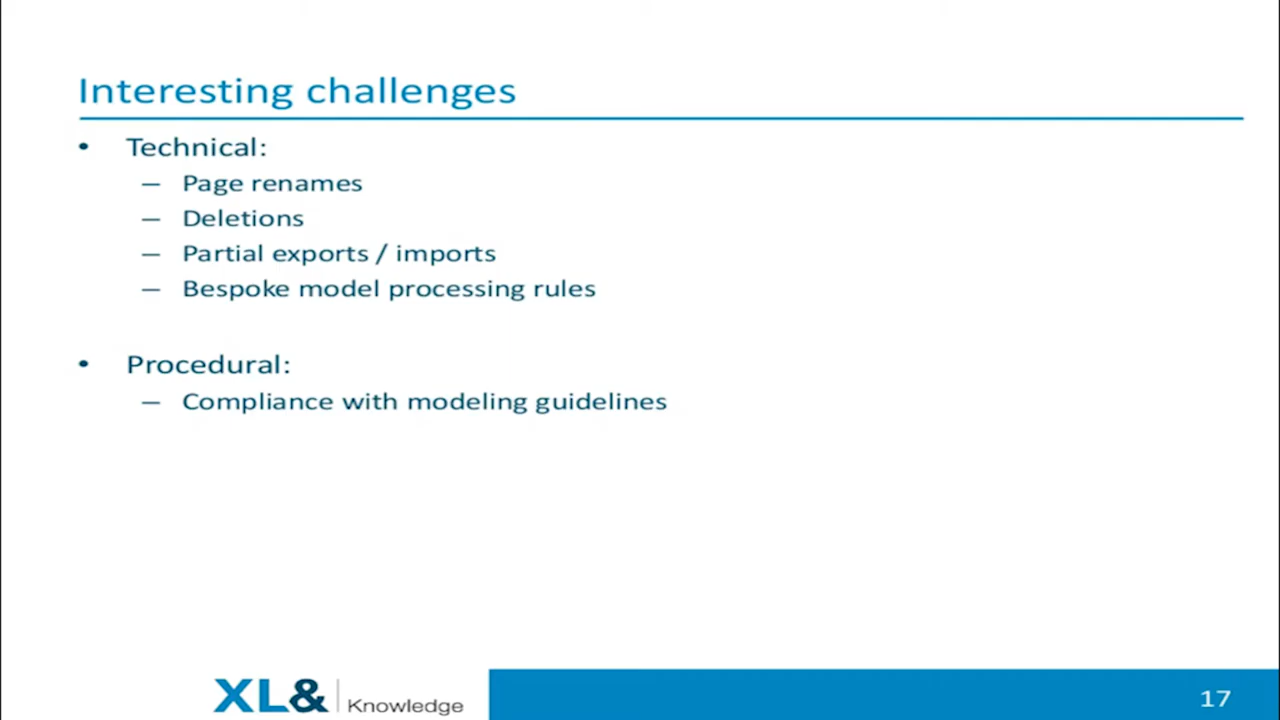 Interesting challenges
• Technical:
– Page renames
– Deletions
– Partial exports / imports
– Bespoke model processing rules
• Procedural:
– Compliance with modeling guidelines
XL& Knowledge
17